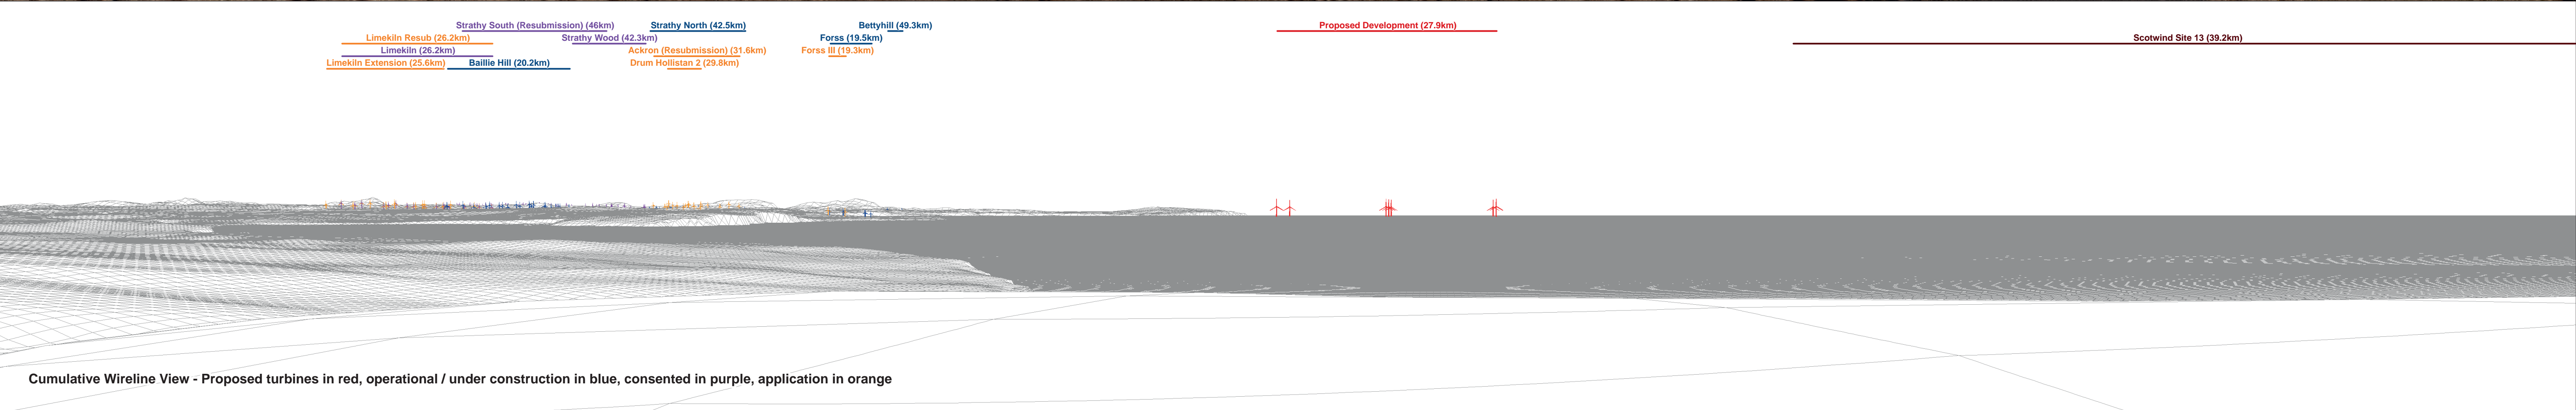 Strathy South (Resubmission) (46km)
Strathy North (42.5km)
Bettyhill (49.3km)
Proposed Development (27.9km)
Limekiln Resub (26.2km)
Strathy Wood (42.3km)
Forss (19.5km)
Scotwind Site 13 (39.2km)
Limekiln (26.2km)
Ackron (Resubmission) (31.6km)
Forss III (19.3km)
Limekiln Extension (25.6km)
Baillie Hill (20.2km)
Drum Hollistan 2 (29.8km)
Cumulative Wireline View - Proposed turbines in red, operational / under construction in blue, consented in purple, application in orange